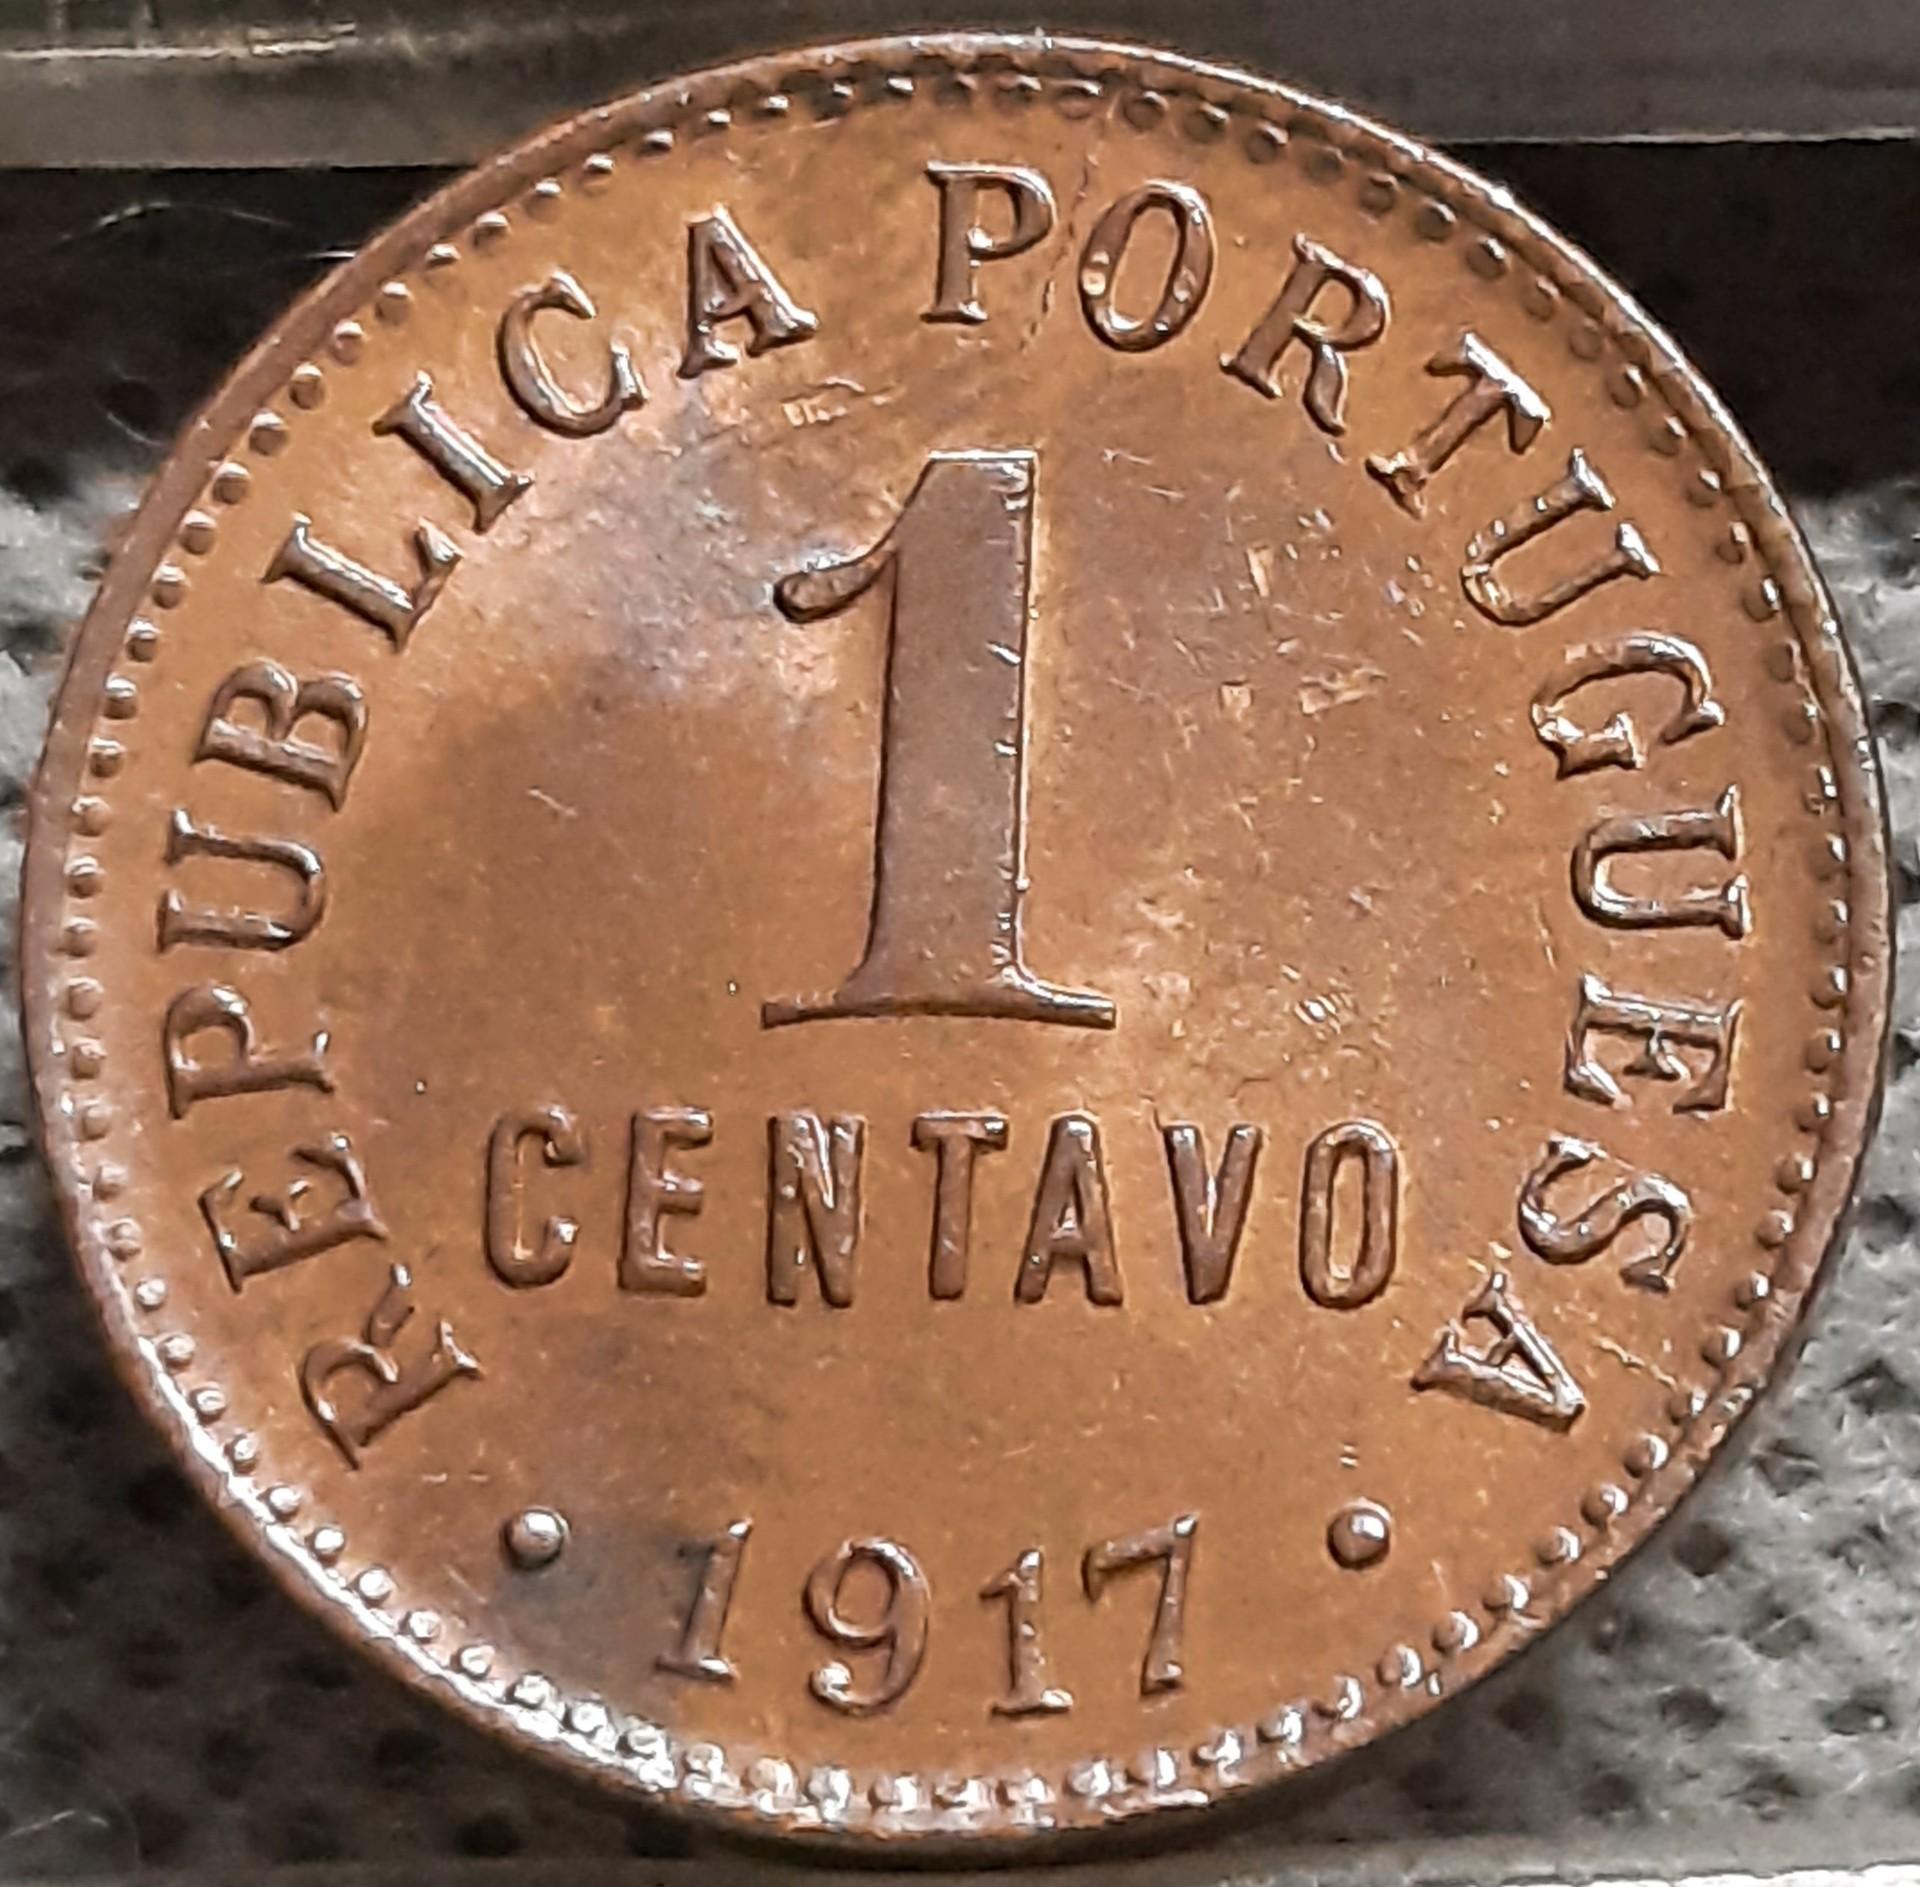 REPUBLICA PORTUGUESA
1
CENTAVO
• 1917 •